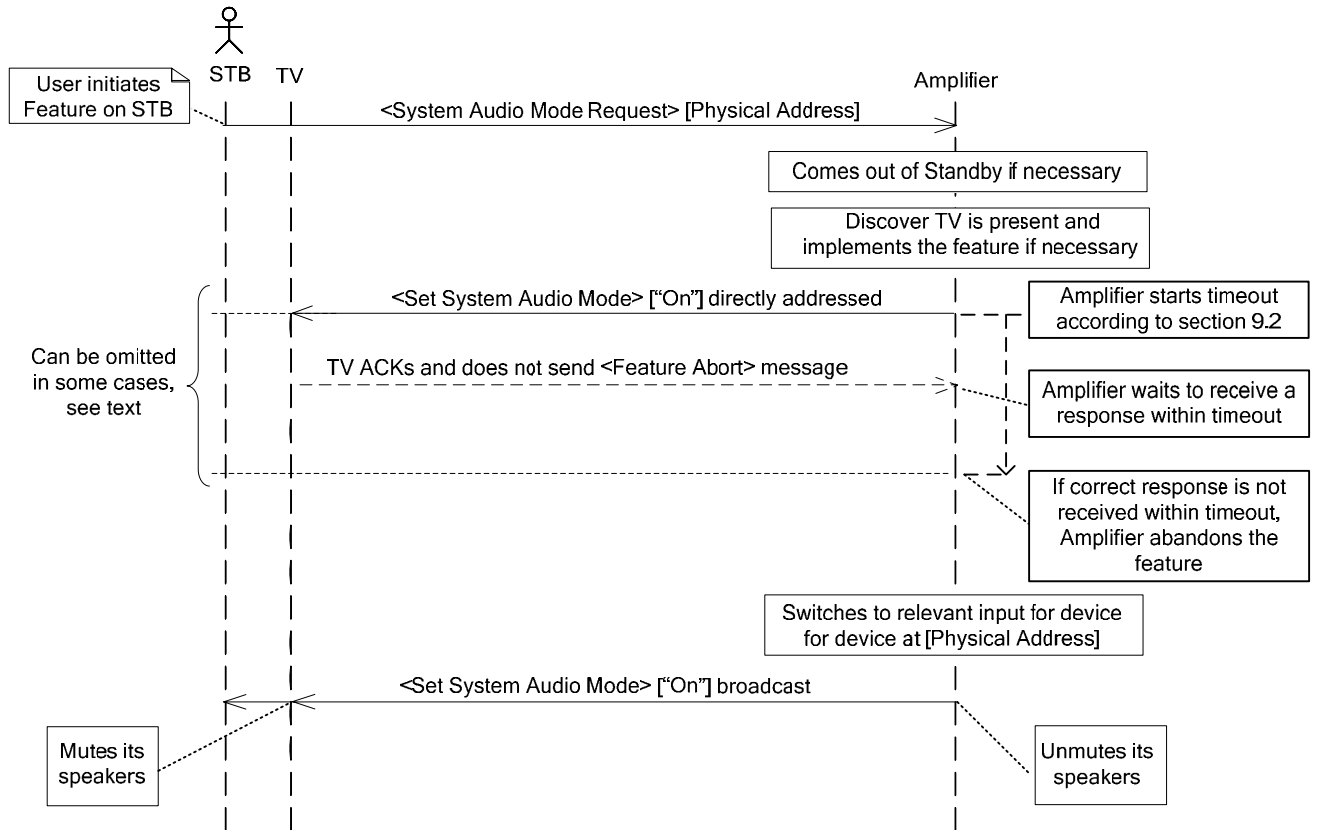 STB
TV
Amplifier
User initiates
Feature on STB
<System Audio Mode Request> [Physical Address]
Comes out of Standby if necessary
Discover TV is present and
implements the feature if necessary
<Set System Audio Mode> [“On”] directly addressed
Amplifier starts timeout
according to section 9.2
Can be omitted
in some cases,
see text
TV ACKs and does not send <Feature Abort> message
Amplifier waits to receive a
response within timeout
If correct response is not
received within timeout,
Amplifier abandons the
feature
Switches to relevant input for device
for device at [Physical Address]
<Set System Audio Mode> [“On”] broadcast
Mutes its
speakers
Unmutes its
speakers